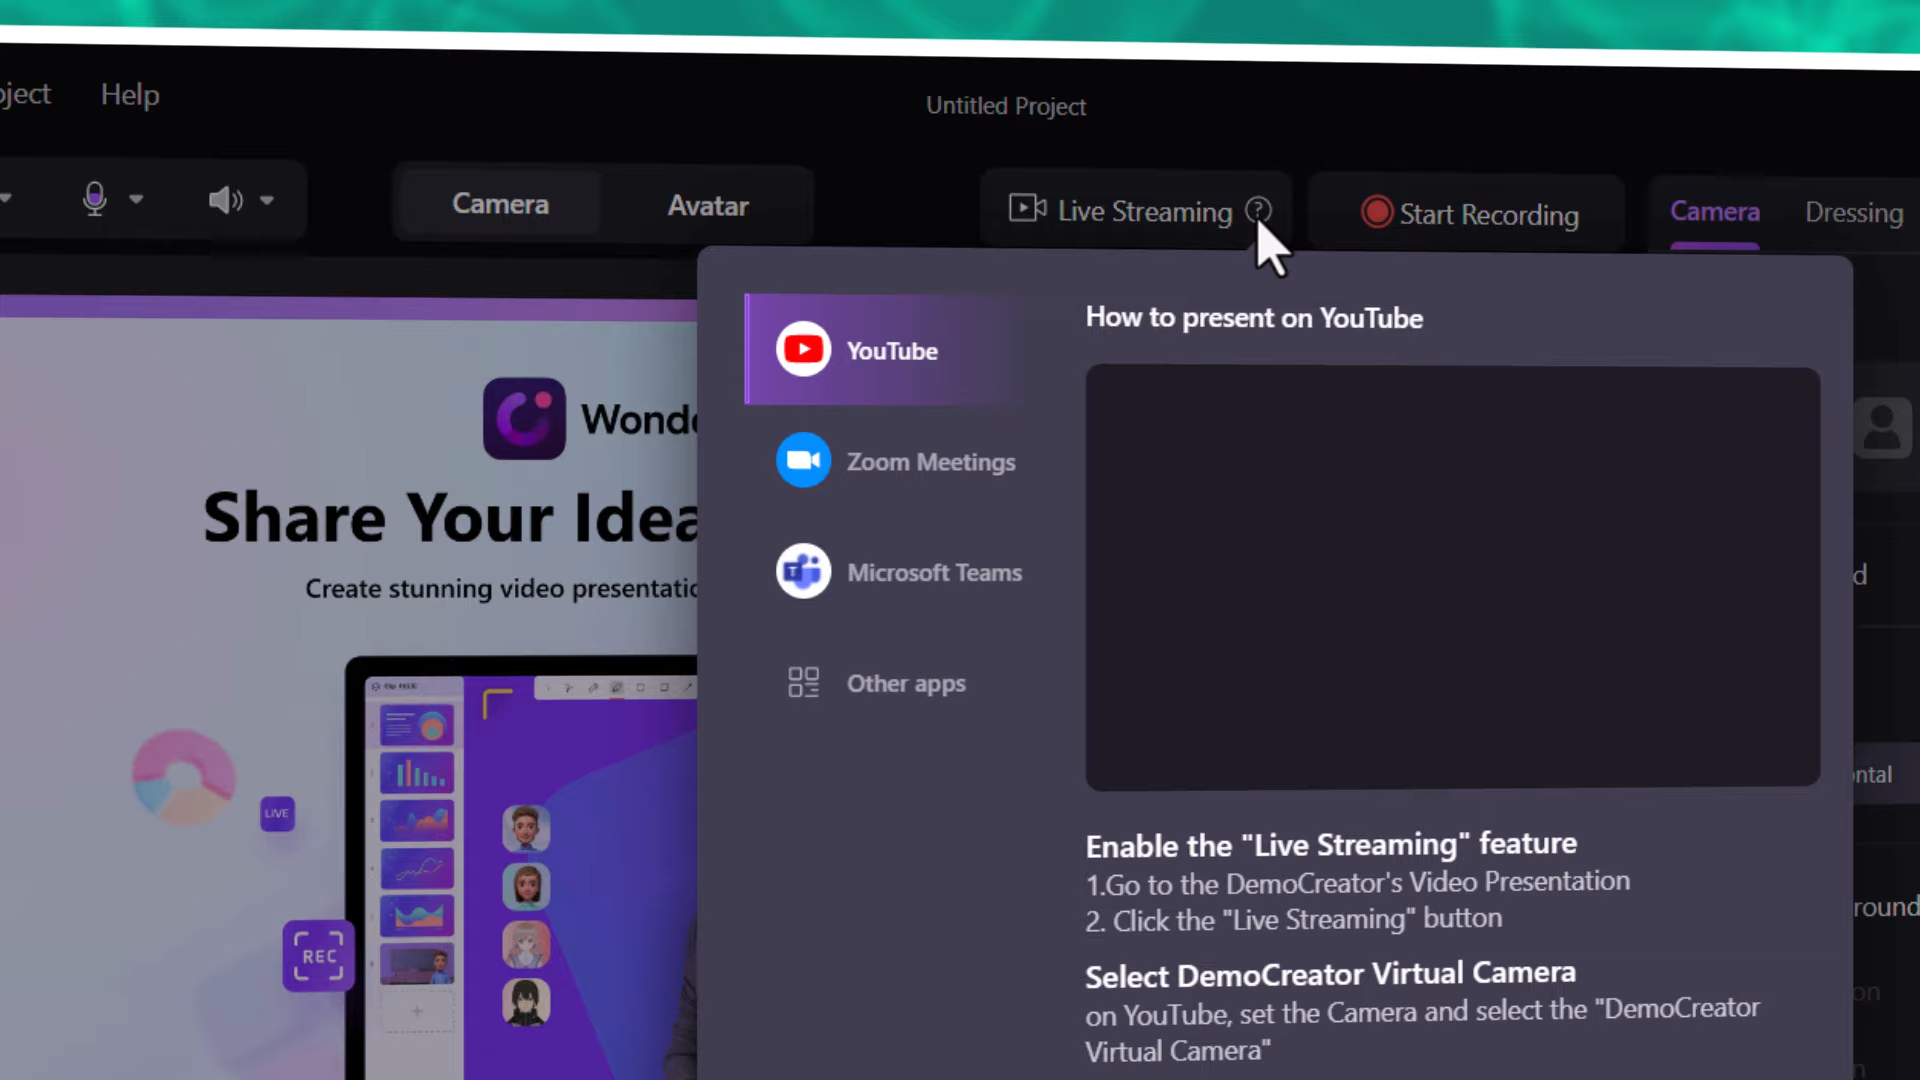 Help
Untitled Project
Camera
Avatar
Live Streaming
Start Recording
Camera
Dressing
YouTube
Zoom Meetings
Microsoft Teams
Other apps
How to present on YouTube
Enable the "Live Streaming" feature
1.Go to the DemoCreator's Video Presentation
2. Click the "Live Streaming" button
Select DemoCreator Virtual Camera
on YouTube, set the Camera and select the "DemoCreator
Virtual Camera"
Share Your
Create stunning video
LIVE
REC